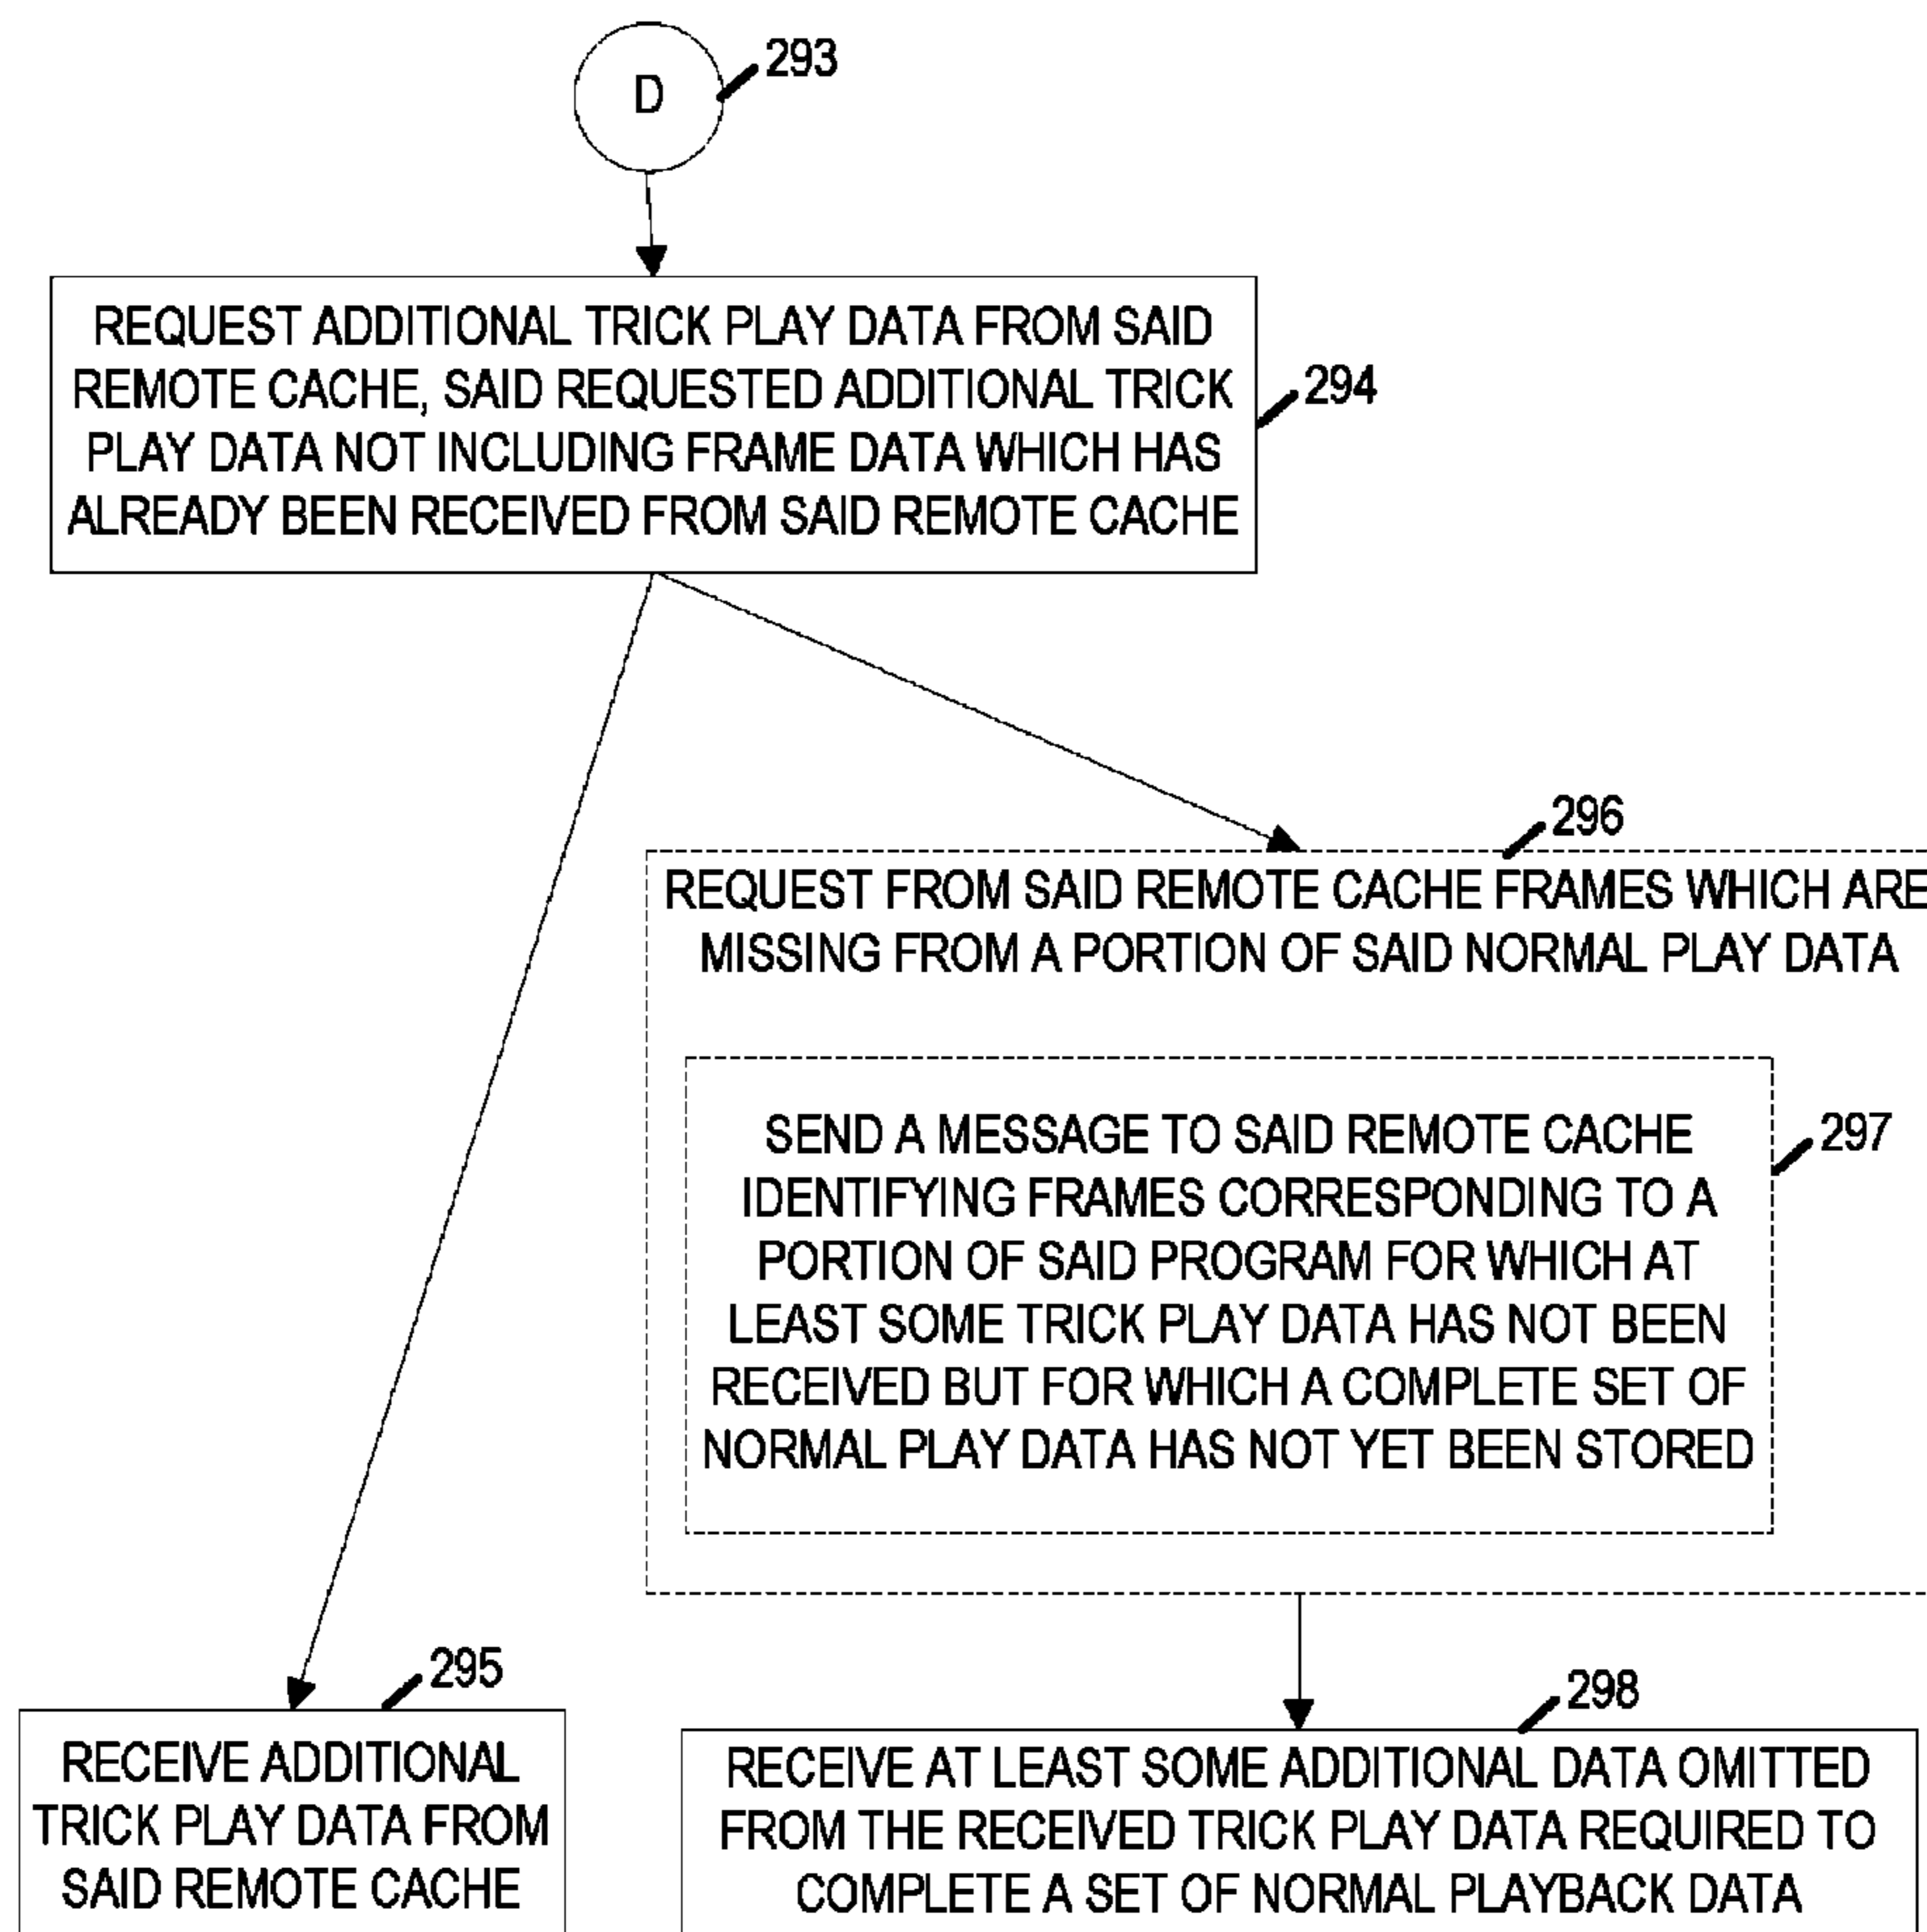 D
293
REQUEST ADDITIONAL TRICK PLAY DATA FROM SAID
REMOTE CACHE, SAID REQUESTED ADDITIONAL TRICK
PLAY DATA NOT INCLUDING FRAME DATA WHICH HAS
ALREADY BEEN RECEIVED FROM SAID REMOTE CACHE
294
296
REQUEST FROM SAID REMOTE CACHE FRAMES WHICH ARE
MISSING FROM A PORTION OF SAID NORMAL PLAY DATA
SEND A MESSAGE TO SAID REMOTE CACHE
IDENTIFYING FRAMES CORRESPONDING TO A
PORTION OF SAID PROGRAM FOR WHICH AT
LEAST SOME TRICK PLAY DATA HAS NOT BEEN
RECEIVED BUT FOR WHICH A COMPLETE SET OF
NORMAL PLAY DATA HAS NOT YET BEEN STORED
297
295
RECEIVE ADDITIONAL
TRICK PLAY DATA FROM
SAID REMOTE CACHE
298
RECEIVE AT LEAST SOME ADDITIONAL DATA OMITTED
FROM THE RECEIVED TRICK PLAY DATA REQUIRED TO
COMPLETE A SET OF NORMAL PLAYBACK DATA